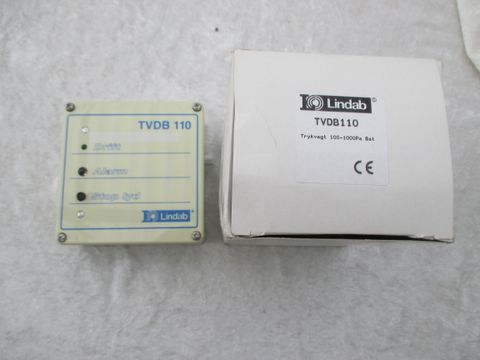 TVDB 110
Drift
Alarm
Stop lyd
Lindab ®
Lindab ®
TVDB110
Trykvagt 100-1000Pa Bat
CE